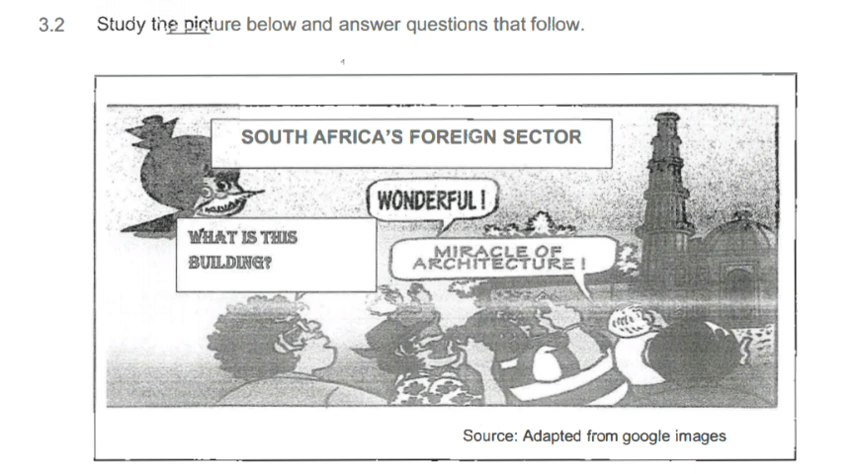 3.2 Study the picture below and answer questions that follow.
SOUTH AFRICA'S FOREIGN SECTOR
WONDERFUL!
WHAT IS THIS
BUILDING?
MIRACLE OF
ARCHITECTURE!
Source: Adapted from google images